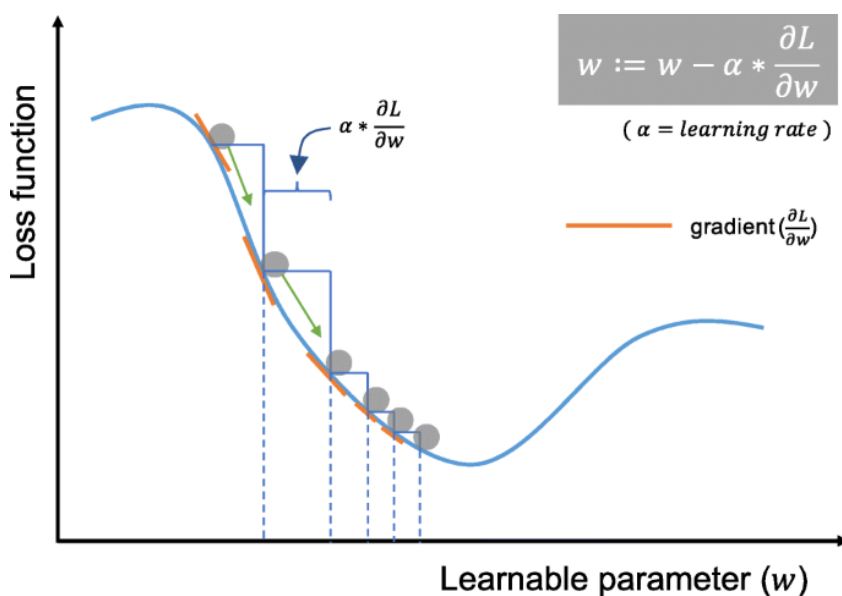 w := w − α * ∂L/∂w
( α = learning rate )
α * ∂L/∂w
gradient (∂L/∂w)
Loss function
Learnable parameter (w)